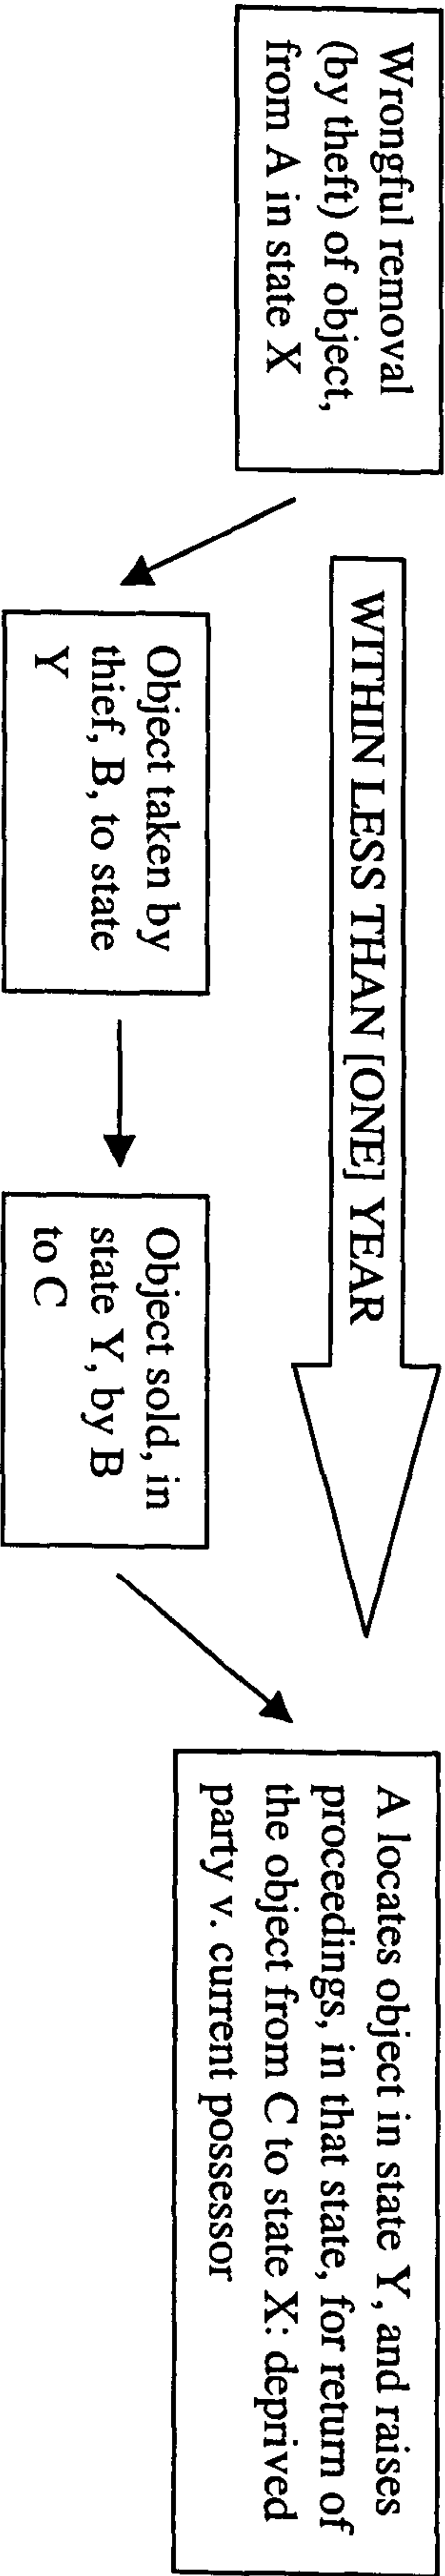 Wrongful removal
(by theft) of object,
from A in state X
WITHIN LESS THAN [ONE] YEAR
Object taken by
thief, B, to state
Y
Object sold, in
state Y, by B
to C
A locates object in state Y, and raises
proceedings, in that state, for return of
the object from C to state X: deprived
party v. current possessor